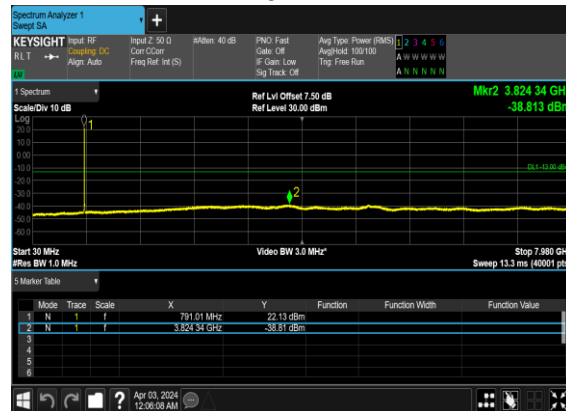 Spectrum Analyzer 1
Swept SA
+
KEYSIGHT Input: RF Input Z: 50 Ω #Atten: 40 dB PNO: Fast Avg Type: Power (RMS) 1 2 3 4 5 6
RLT Coupling: DC Corr CCorr Gate: Off Avg|Hold: 100/100 A W W W W W
Align: Auto Freq Ref: Int (S) IF Gain: Low Trig: Free Run
LXI Sig Track: Off A N N N N N
1 Spectrum Ref Lvl Offset 7.50 dB Mkr2 3.824 34 GH
Scale/Div 10 dB Ref Level 30.00 dBm -38.813 dBr
Log
1
20.0
10.0
0.00
-10.0 DL1 -13.00 dB
-20.0
-30.0 2
-40.0
-50.0
-60.0
Start 30 MHz Video BW 3.0 MHz* Stop 7.980 GH
#Res BW 1.0 MHz Sweep 13.3 ms (40001 pts
5 Marker Table
Mode Trace Scale X Y Function Function Width Function Value
1 N 1 f 791.01 MHz 22.13 dBm
2 N 1 f 3.824 34 GHz -38.81 dBm
3
4
5
6
? Apr 03, 2024
12:06:08 AM